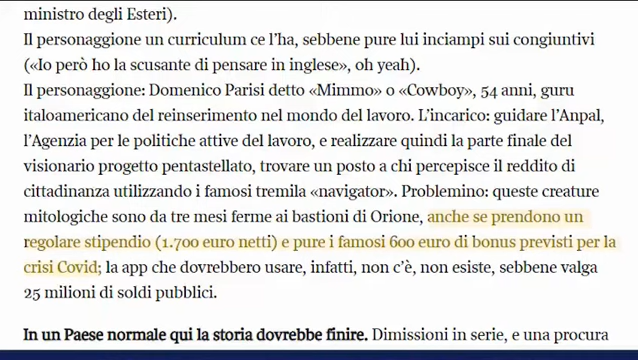 ministro degli Esteri).
Il personaggione un curriculum ce l’ha, sebbene pure lui inciampi sui congiuntivi
(«Io però ho la scusante di pensare in inglese», oh yeah).
Il personaggione: Domenico Parisi detto «Mimmo» o «Cowboy», 54 anni, guru
italoamericano del reinserimento nel mondo del lavoro. L’incarico: guidare l’Anpal,
l’Agenzia per le politiche attive del lavoro, e realizzare quindi la parte finale del
visionario progetto pentastellato, trovare un posto a chi percepisce il reddito di
cittadinanza utilizzando i famosi tremila «navigator». Problemino: queste creature
mitologiche sono da tre mesi ferme ai bastioni di Orione, anche se prendono un
regolare stipendio (1.700 euro netti) e pure i famosi 600 euro di bonus previsti per la
crisi Covid; la app che dovrebbero usare, infatti, non c’è, non esiste, sebbene valga
25 milioni di soldi pubblici.
In un Paese normale qui la storia dovrebbe finire. Dimissioni in serie, e una procura